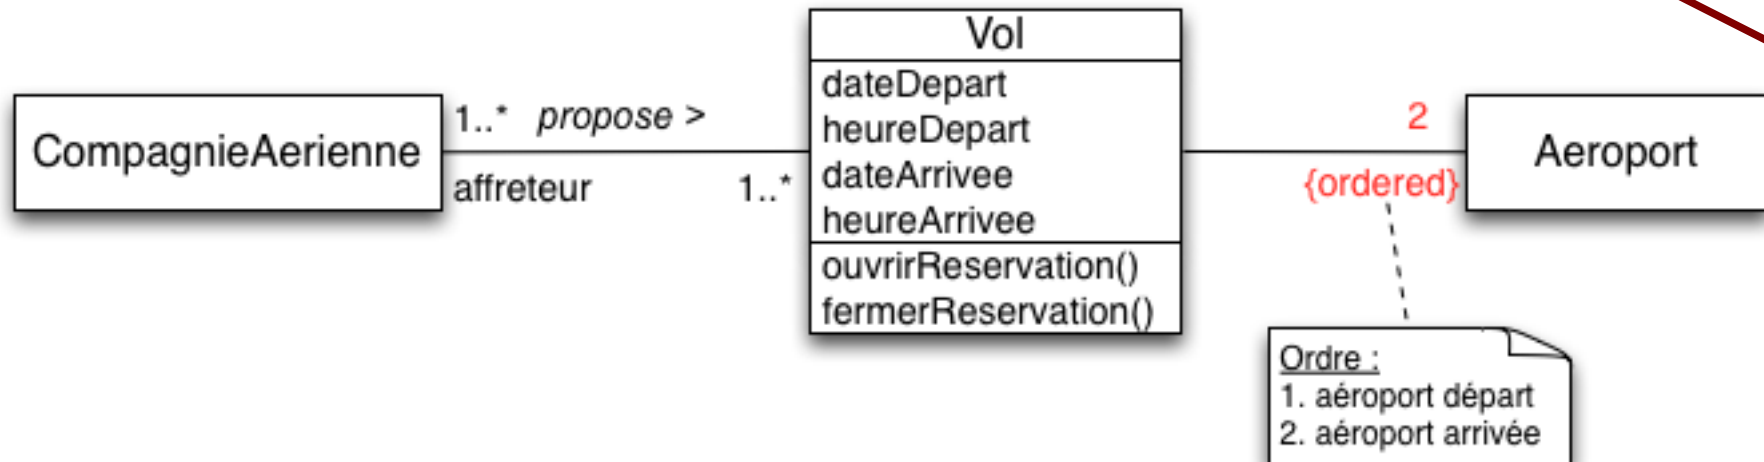 CompagnieAerienne
1..* propose >
affreteur
1..*
Vol
dateDepart
heureDepart
dateArrivee
heureArrivee
ouvrirReservation()
fermerReservation()
2
{ordered}
Aeroport
Ordre :
1. aéroport départ
2. aéroport arrivée